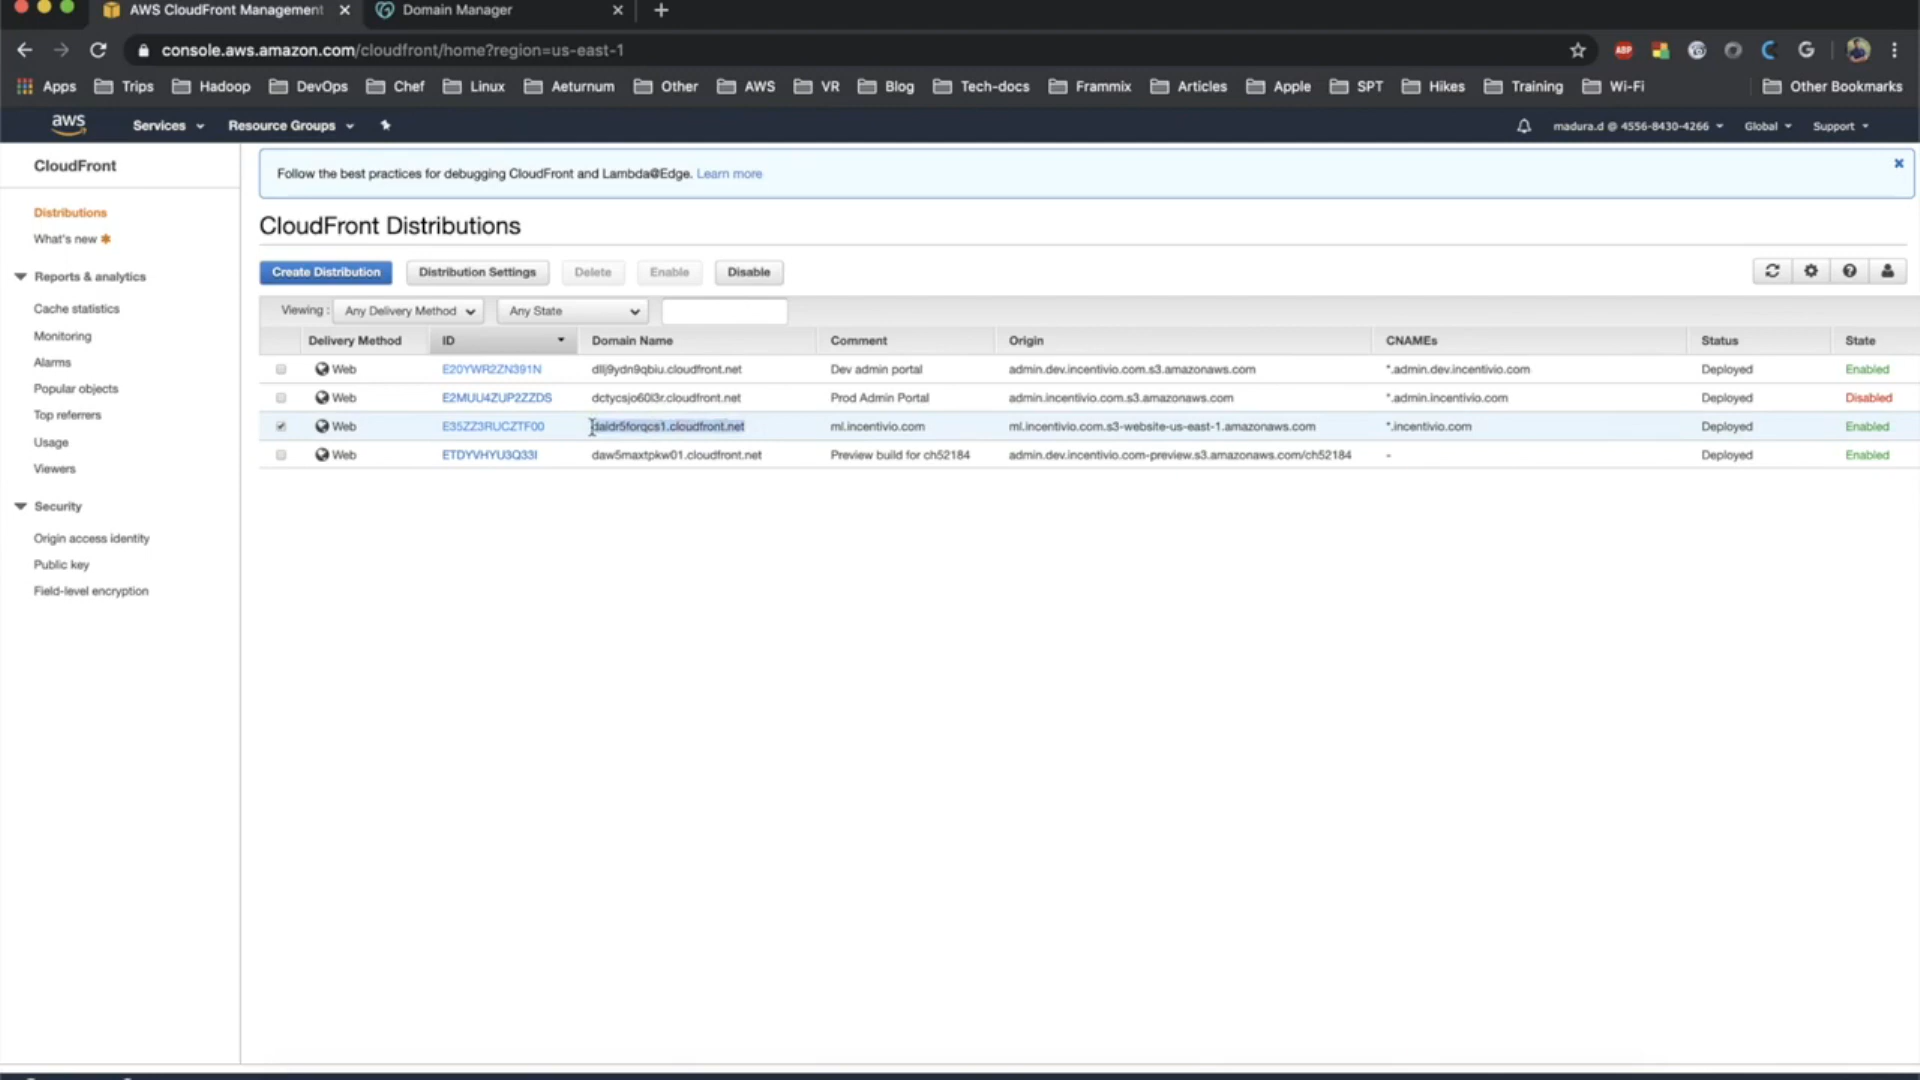 AWS CloudFront Management
Domain Manager
console.aws.amazon.com/cloudfront/home?region=us-east-1
ABP
G
Apps Trips Hadoop DevOps Chef Linux Aeturnum Other AWS VR Blog Tech-docs Frammix Articles Apple SPT Hikes Training Wi-Fi Other Bookmarks
aws Services Resource Groups madura.d @ 4556-8430-4266 Global Support
CloudFront
Distributions
What's new
Reports & analytics
Cache statistics
Monitoring
Alarms
Popular objects
Top referrers
Usage
Viewers
Security
Origin access identity
Public key
Field-level encryption
Follow the best practices for debugging CloudFront and Lambda@Edge. Learn more
CloudFront Distributions
Create Distribution Distribution Settings Delete Enable Disable
Viewing : Any Delivery Method Any State
Delivery Method ID Domain Name Comment Origin CNAMEs Status State
Web E20YWR2ZN391N dllj9ydn9qbiu.cloudfront.net Dev admin portal admin.dev.incentivio.com.s3.amazonaws.com *.admin.dev.incentivio.com Deployed Enabled
Web E2MUU4ZUP2ZZDS dctycsjo60l3r.cloudfront.net Prod Admin Portal admin.incentivio.com.s3.amazonaws.com *.admin.incentivio.com Deployed Disabled
Web E35ZZ3RUCZTF00 daidr5forqcs1.cloudfront.net ml.incentivio.com ml.incentivio.com.s3-website-us-east-1.amazonaws.com *.incentivio.com Deployed Enabled
Web ETDYVHYU3Q33I daw5maxtpkw01.cloudfront.net Preview build for ch52184 admin.dev.incentivio.com-preview.s3.amazonaws.com/ch52184 - Deployed Enabled